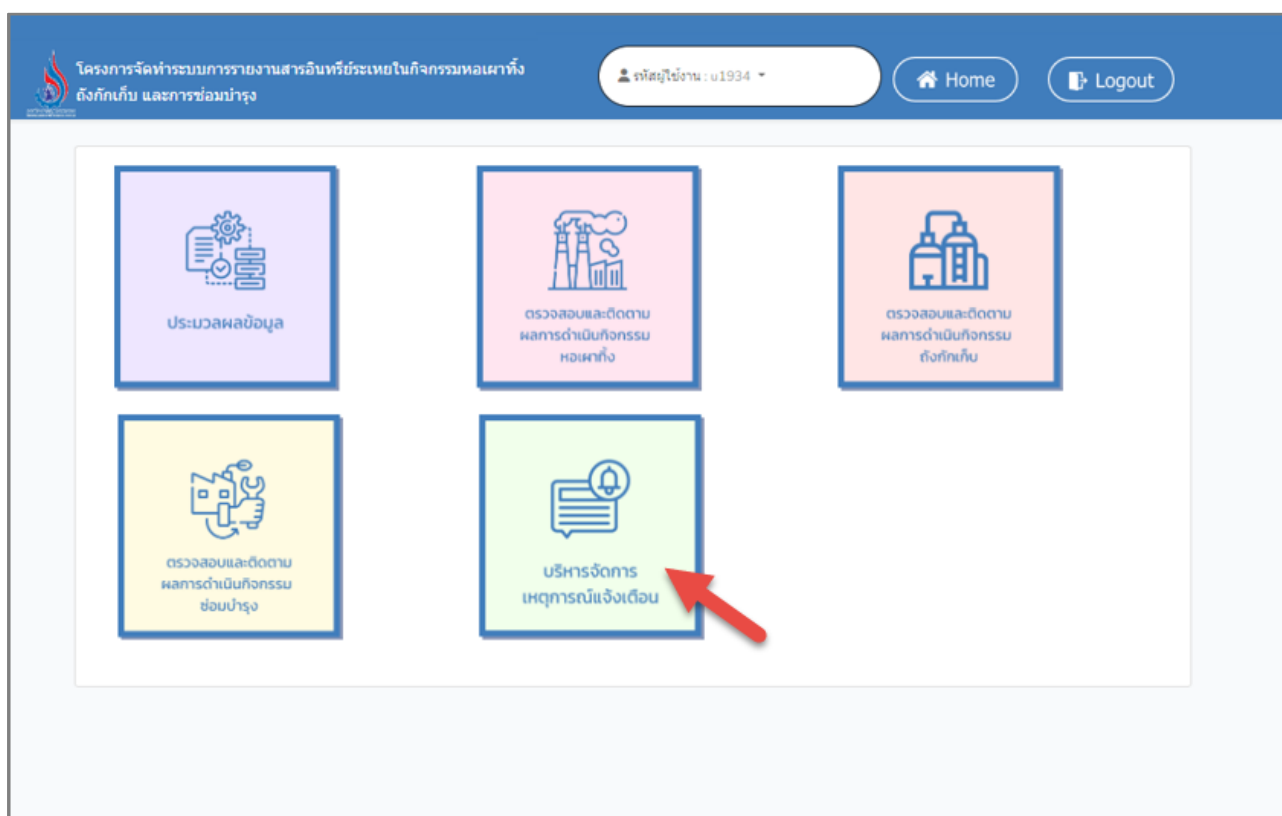 โครงการจัดทำระบบการรายงานสารอินทรีย์ระเหยในกิจกรรมหอเผาทิ้ง
ถังกักเก็บ และการซ่อมบำรุง
รหัสผู้ใช้งาน : u1934
Home
Logout
ประมวลผลข้อมูล
ตรวจสอบและติดตาม
ผลการดำเนินกิจกรรม
หอเผาทิ้ง
ตรวจสอบและติดตาม
ผลการดำเนินกิจกรรม
ถังกักเก็บ
ตรวจสอบและติดตาม
ผลการดำเนินกิจกรรม
ซ่อมบำรุง
บริหารจัดการ
เหตุการณ์แจ้งเตือน